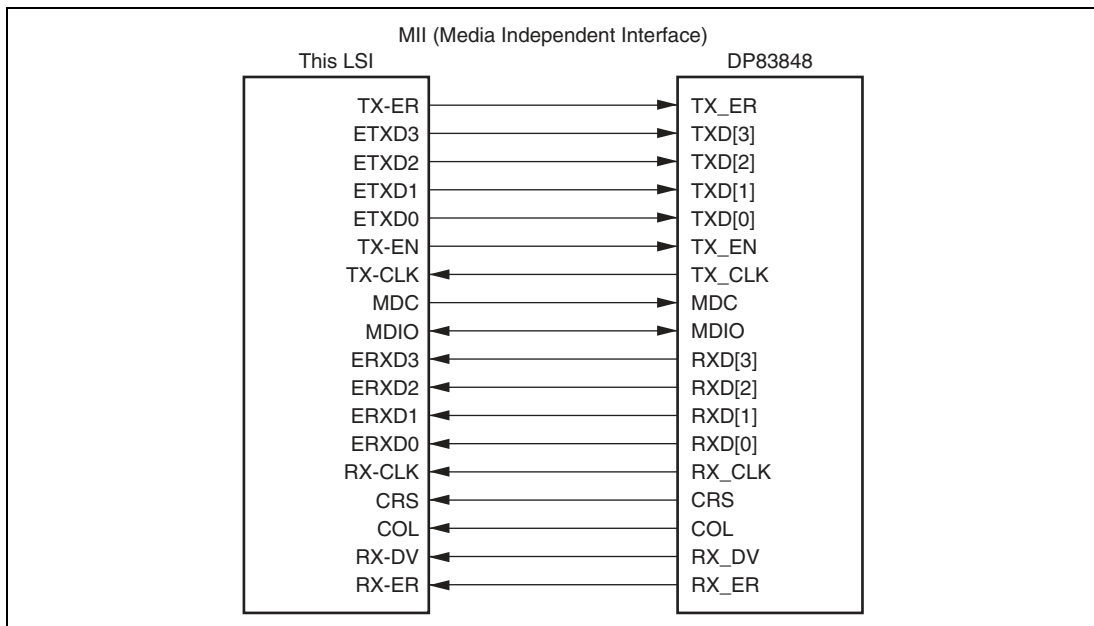 MII (Media Independent Interface)
This LSI DP83848
TX-ER TX_ER
ETXD3 TXD[3]
ETXD2 TXD[2]
ETXD1 TXD[1]
ETXD0 TXD[0]
TX-EN TX_EN
TX-CLK TX_CLK
MDC MDC
MDIO MDIO
ERXD3 RXD[3]
ERXD2 RXD[2]
ERXD1 RXD[1]
ERXD0 RXD[0]
RX-CLK RX_CLK
CRS CRS
COL COL
RX-DV RX_DV
RX-ER RX_ER